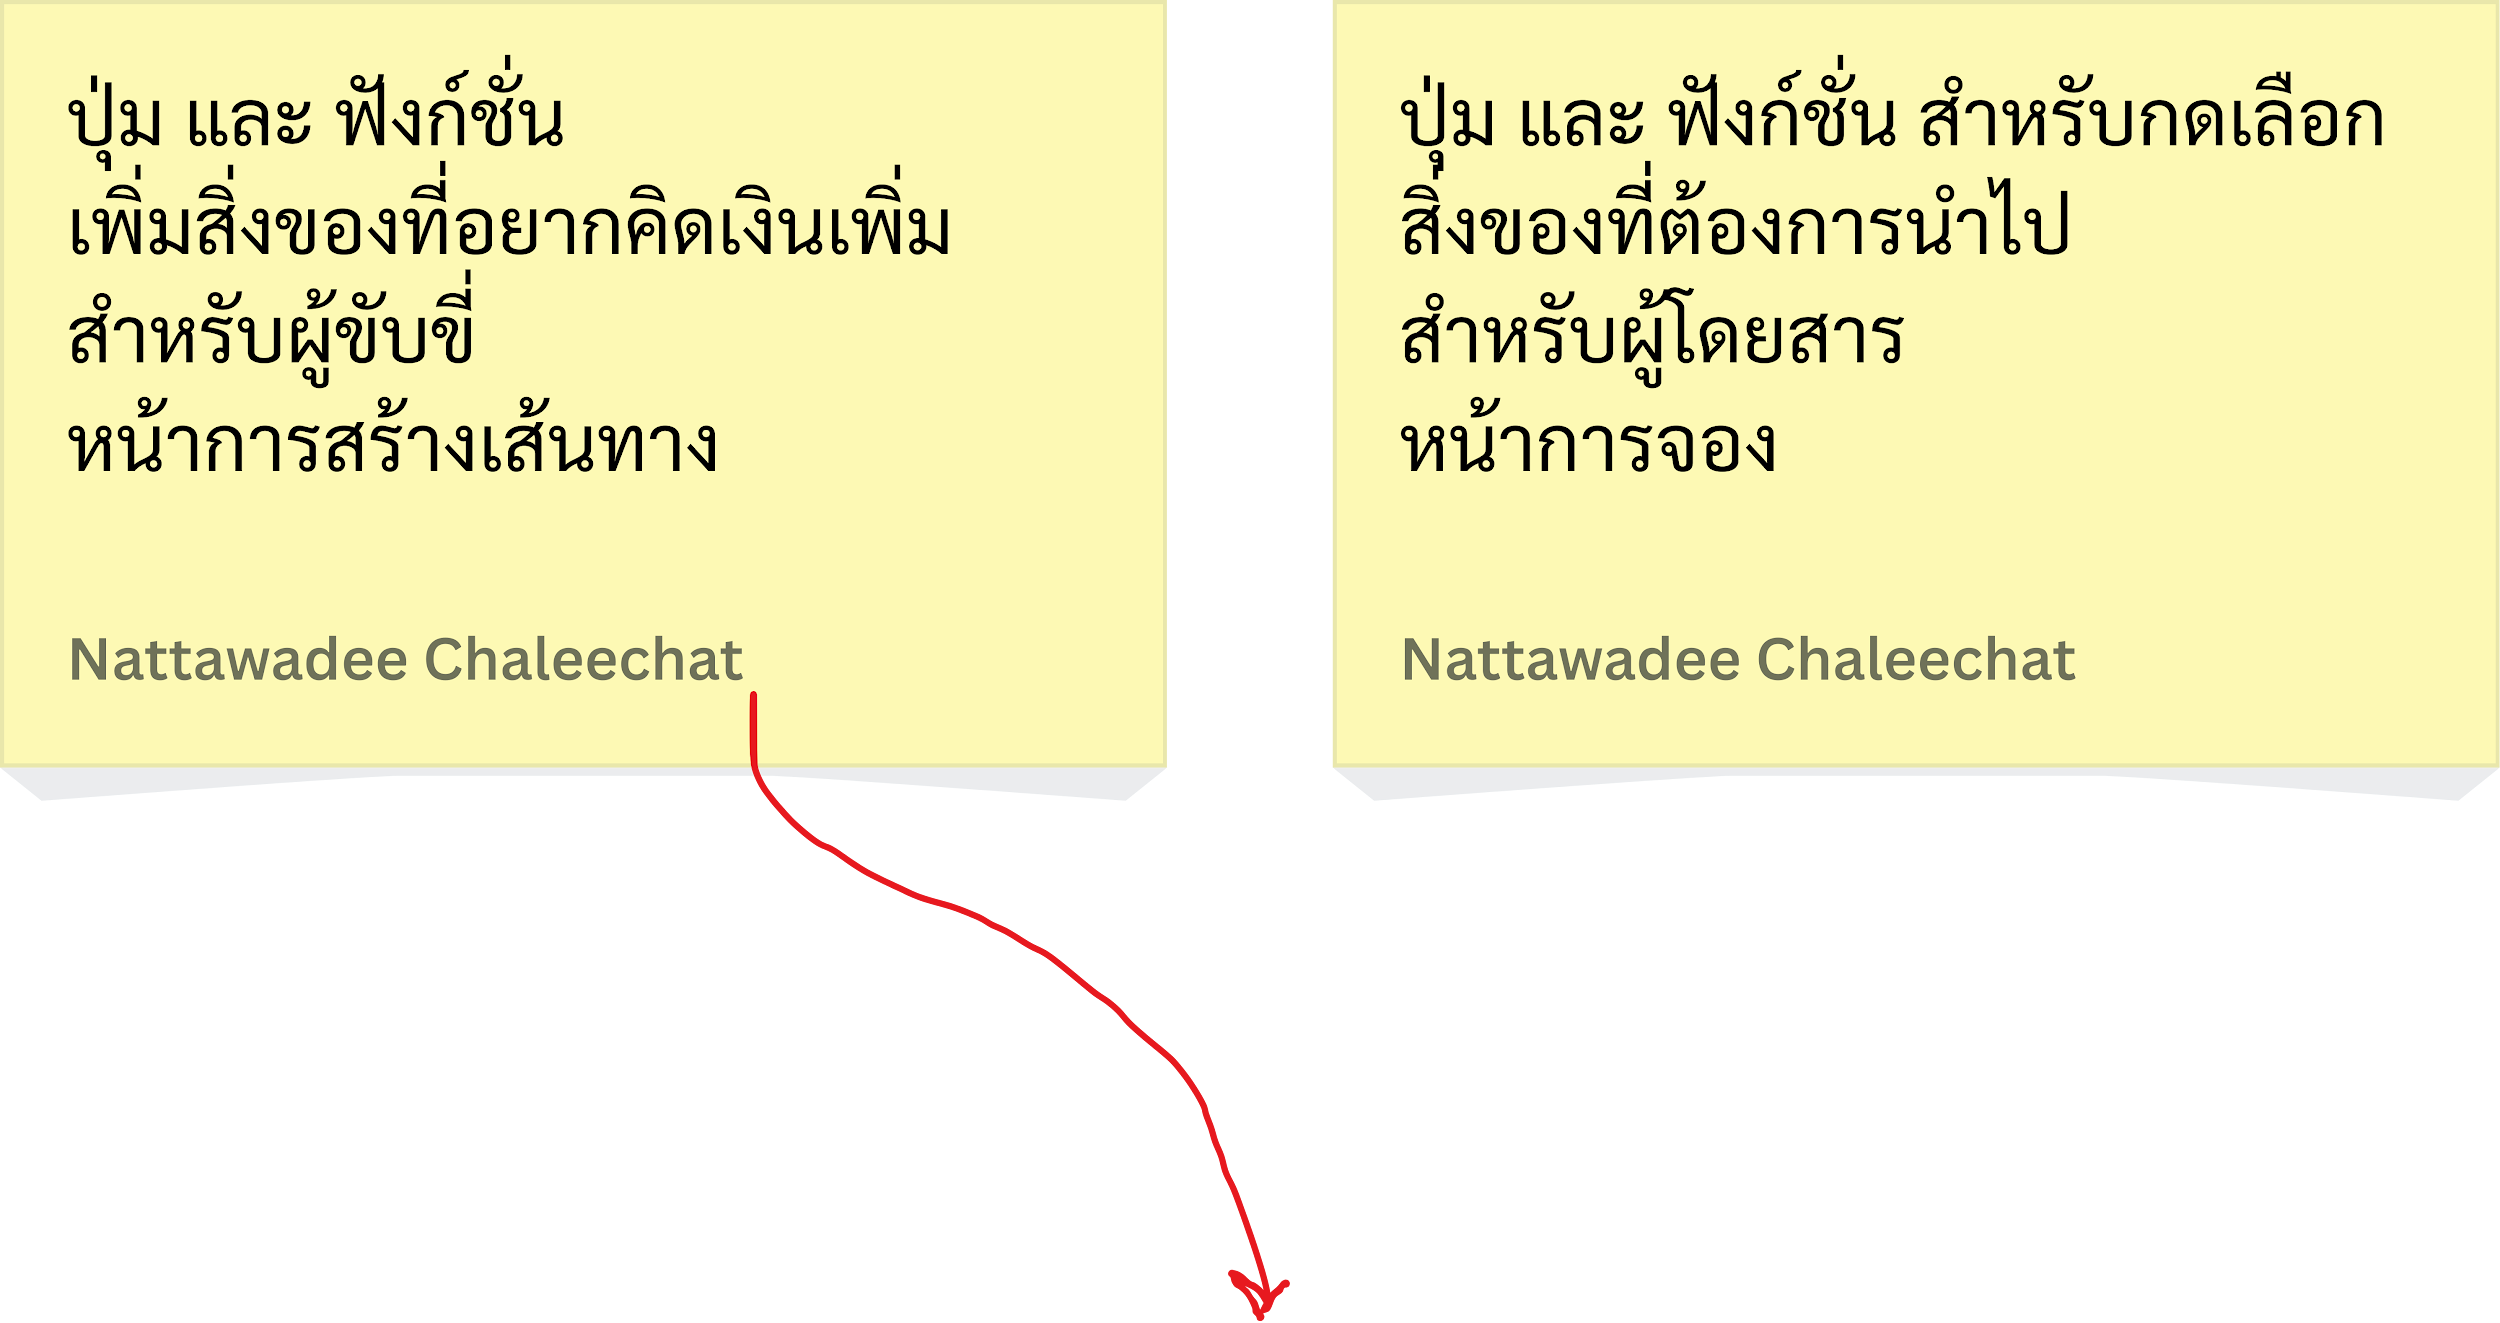 ปุ่ม และ ฟังก์ชั่น
เพิ่มสิ่งของที่อยากคิดเงินเพิ่ม
สำหรับผู้ขับขี่
หน้าการสร้างเส้นทาง
Nattawadee Chaleechat
ปุ่ม และ ฟังก์ชั่น สำหรับกดเลือก
สิ่งของที่ต้องการนำไป
สำหรับผู้โดยสาร
หน้าการจอง
Nattawadee Chaleechat